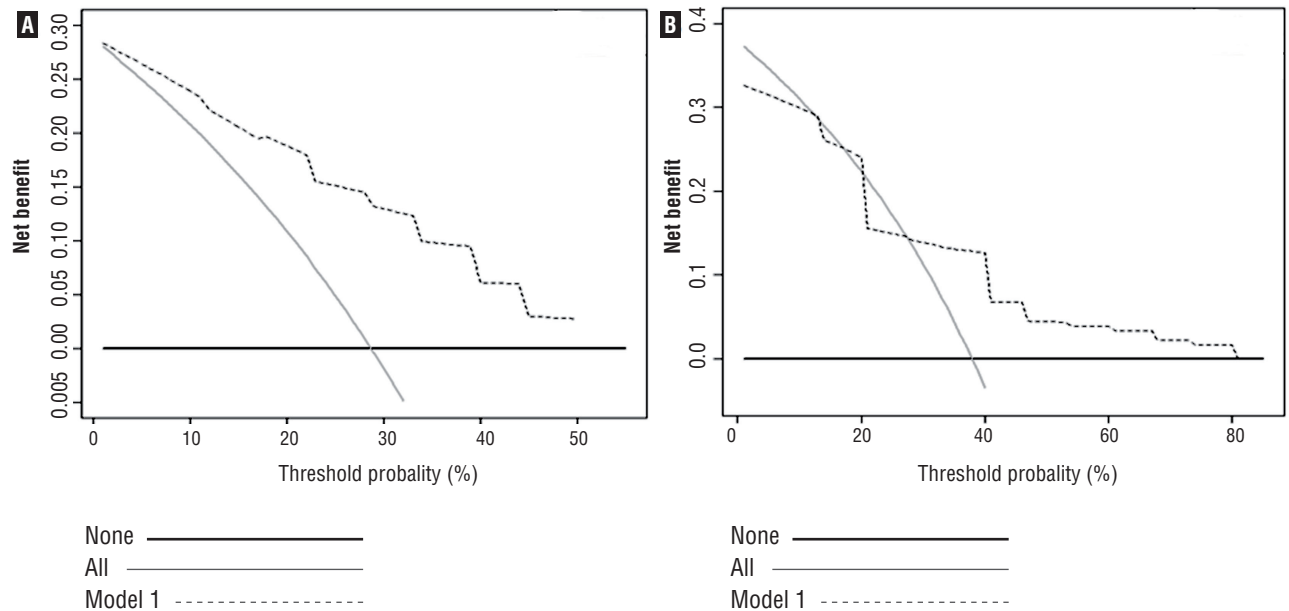 A
0.30
0.25
0.20
0.15
0.10
0.05
0.00
0.005
Net benefit
0 10 20 30 40 50
Threshold probality (%)
None
All
Model 1
B
0.4
0.3
0.2
0.1
0.0
Net benefit
0 20 40 60 80
Threshold probality (%)
None
All
Model 1